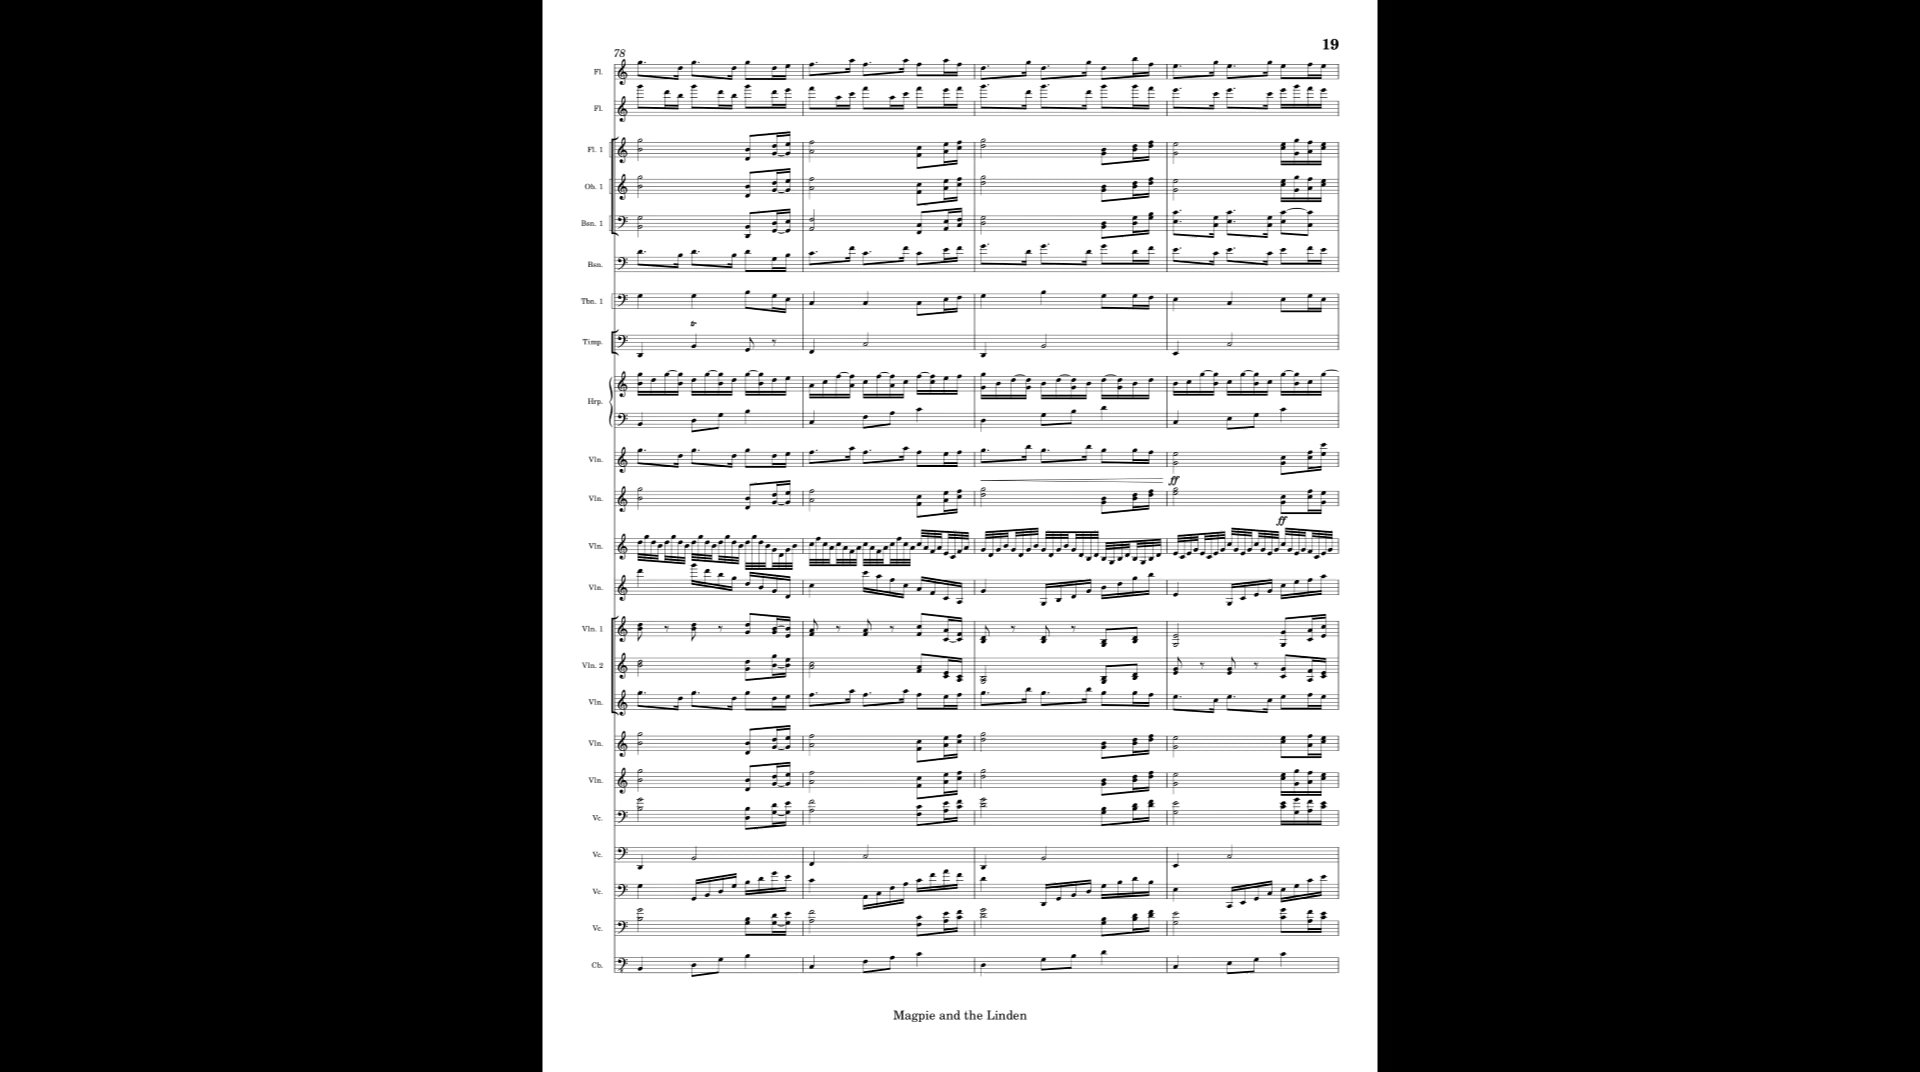 19
78
Fl.
Fl.
Fl. 1
Ob. 1
Bsn. 1
Bsn.
Tbn. 1
tr
Timp.
Hrp.
Vln.
ff
Vln.
ff
Vln.
Vln.
Vln. 1
Vln. 2
Vln.
Vln.
Vln.
Vc.
Vc.
Vc.
Vc.
Cb.
Magpie and the Linden